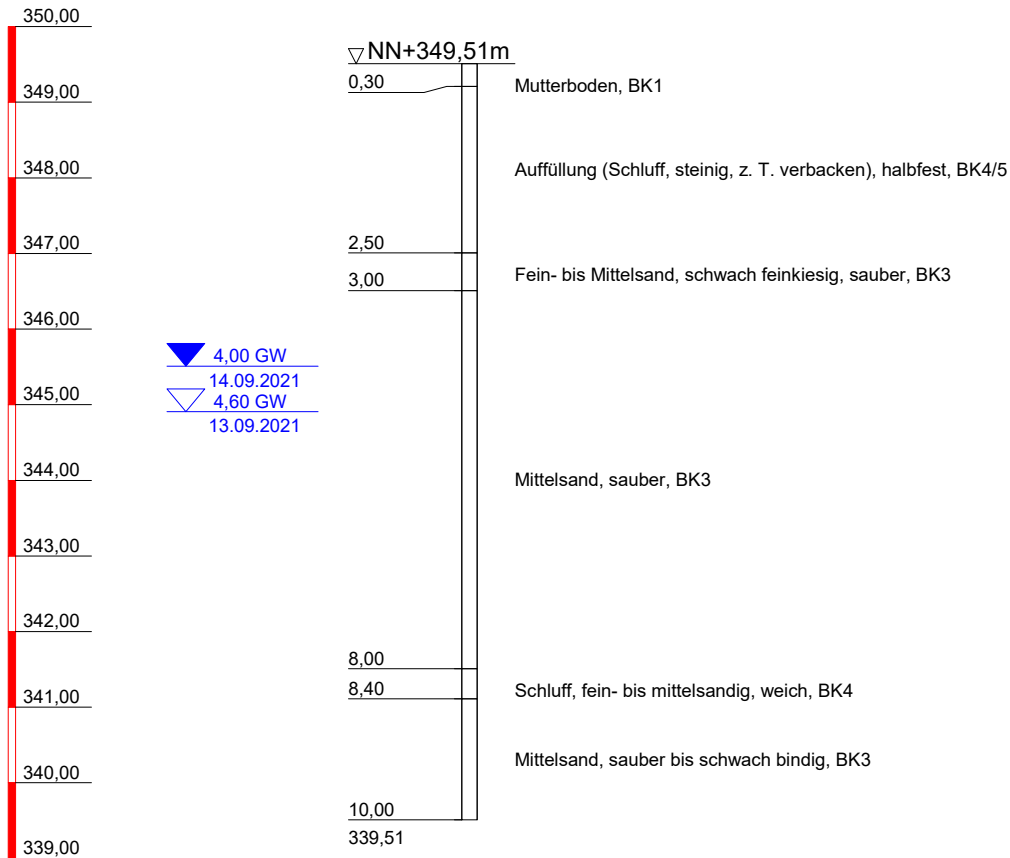 350,00
NN+349,51m
0,30
Mutterboden, BK1
349,00
348,00
Auffüllung (Schluff, steinig, z. T. verbacken), halbfest, BK4/5
347,00
2,50
Fein- bis Mittelsand, schwach feinkiesig, sauber, BK3
3,00
346,00
4,00 GW
14.09.2021
345,00
4,60 GW
13.09.2021
344,00
Mittelsand, sauber, BK3
343,00
342,00
8,00
341,00
8,40
Schluff, fein- bis mittelsandig, weich, BK4
Mittelsand, sauber bis schwach bindig, BK3
340,00
10,00
339,51
339,00